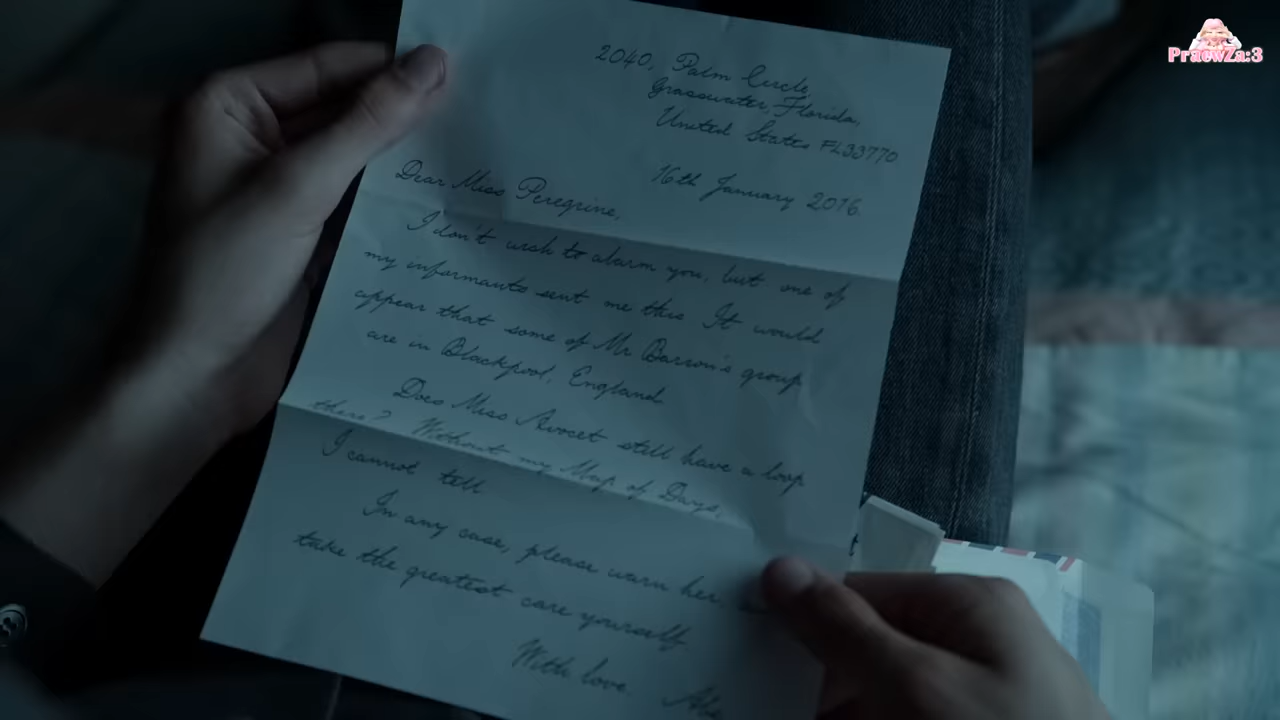 PraewZa:3
2040, Palm Circle,
Grasswater, Florida,
United States FL33770
16th January 2016.
Dear Miss Peregrine,
I don't wish to alarm you, but one of
my informants sent me this. It would
appear that some of Mr Barron's group
are in Blackpool, England
Does Miss Avocet still have a loop
there? Without my Map of Days,
I cannot tell
In any case, please warn her.
take the greatest care yourself
With love. Abe